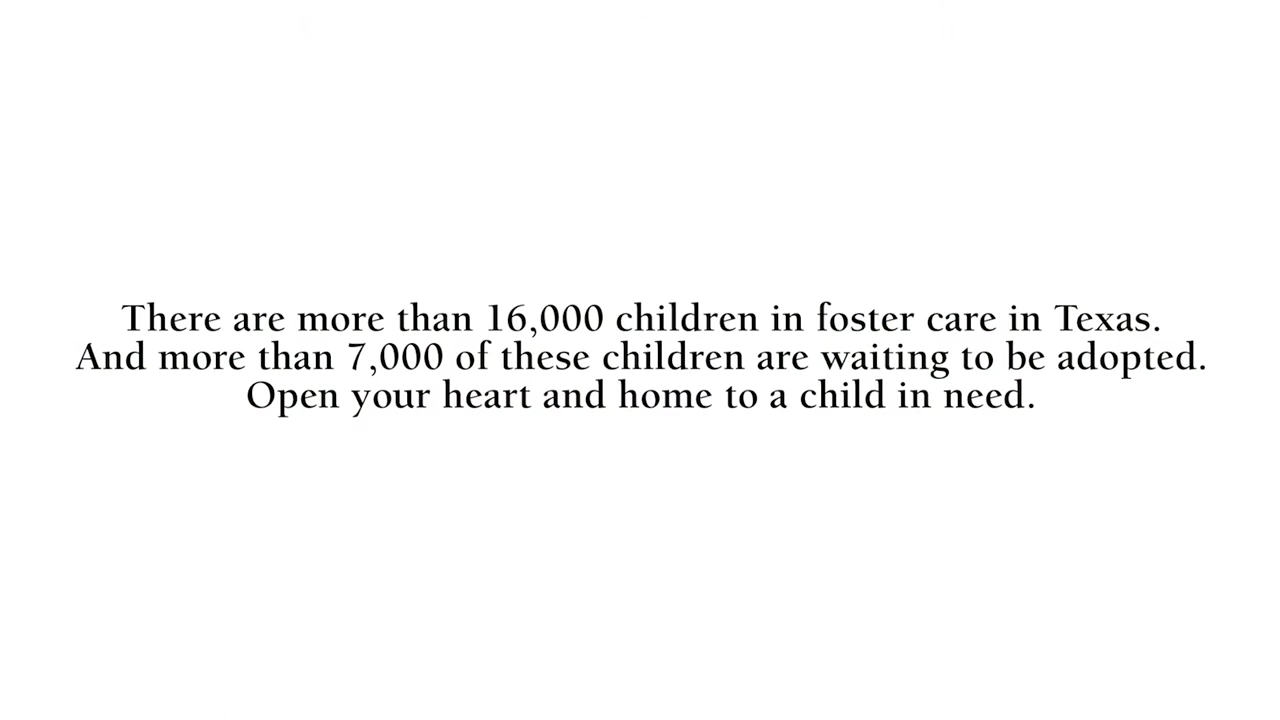 There are more than 16,000 children in foster care in Texas.
And more than 7,000 of these children are waiting to be adopted.
Open your heart and home to a child in need.